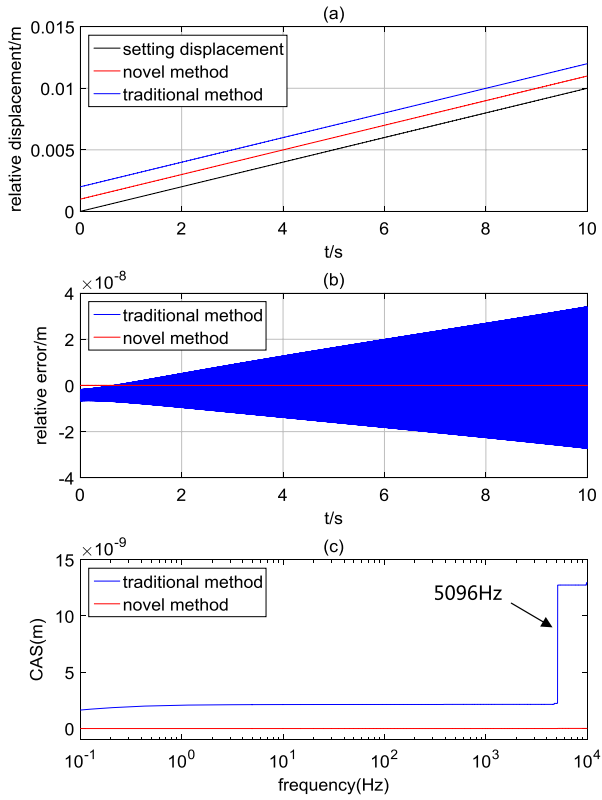 (a)
relative displacement/m
0.015
0.01
0.005
0
setting displacement
novel method
traditional method
0 2 4 6 8 10
t/s
(b)
×10-8
relative error/m
4
2
0
-2
-4
traditional method
novel method
0 2 4 6 8 10
t/s
(c)
×10-9
CAS(m)
15
10
5
0
traditional method
novel method
5096Hz
10-1 100 101 102 103 104
frequency(Hz)